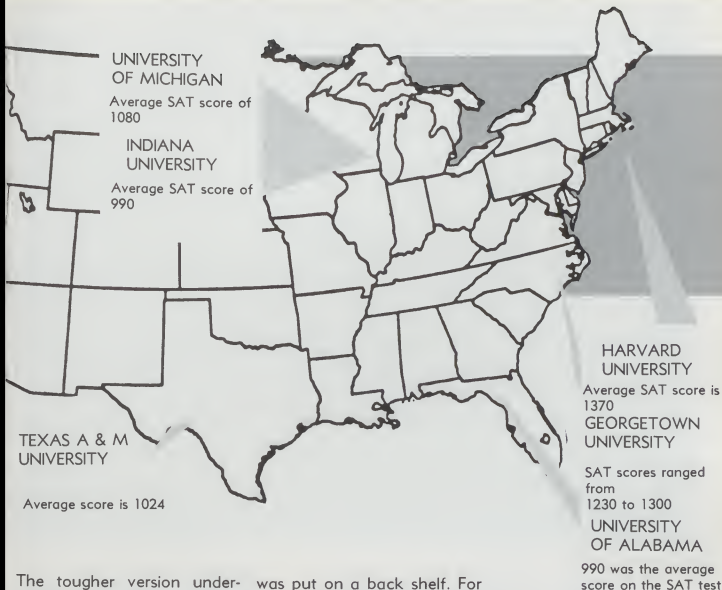 UNIVERSITY
OF MICHIGAN
Average SAT score of
1080
INDIANA
UNIVERSITY
Average SAT score of
990
TEXAS A & M
UNIVERSITY
Average score is 1024
HARVARD
UNIVERSITY
Average SAT score is
1370
GEORGETOWN
UNIVERSITY
SAT scores ranged
from
1230 to 1300
UNIVERSITY
OF ALABAMA
990 was the average
score on the SAT test
The tougher version under-
was put on a back shelf. For